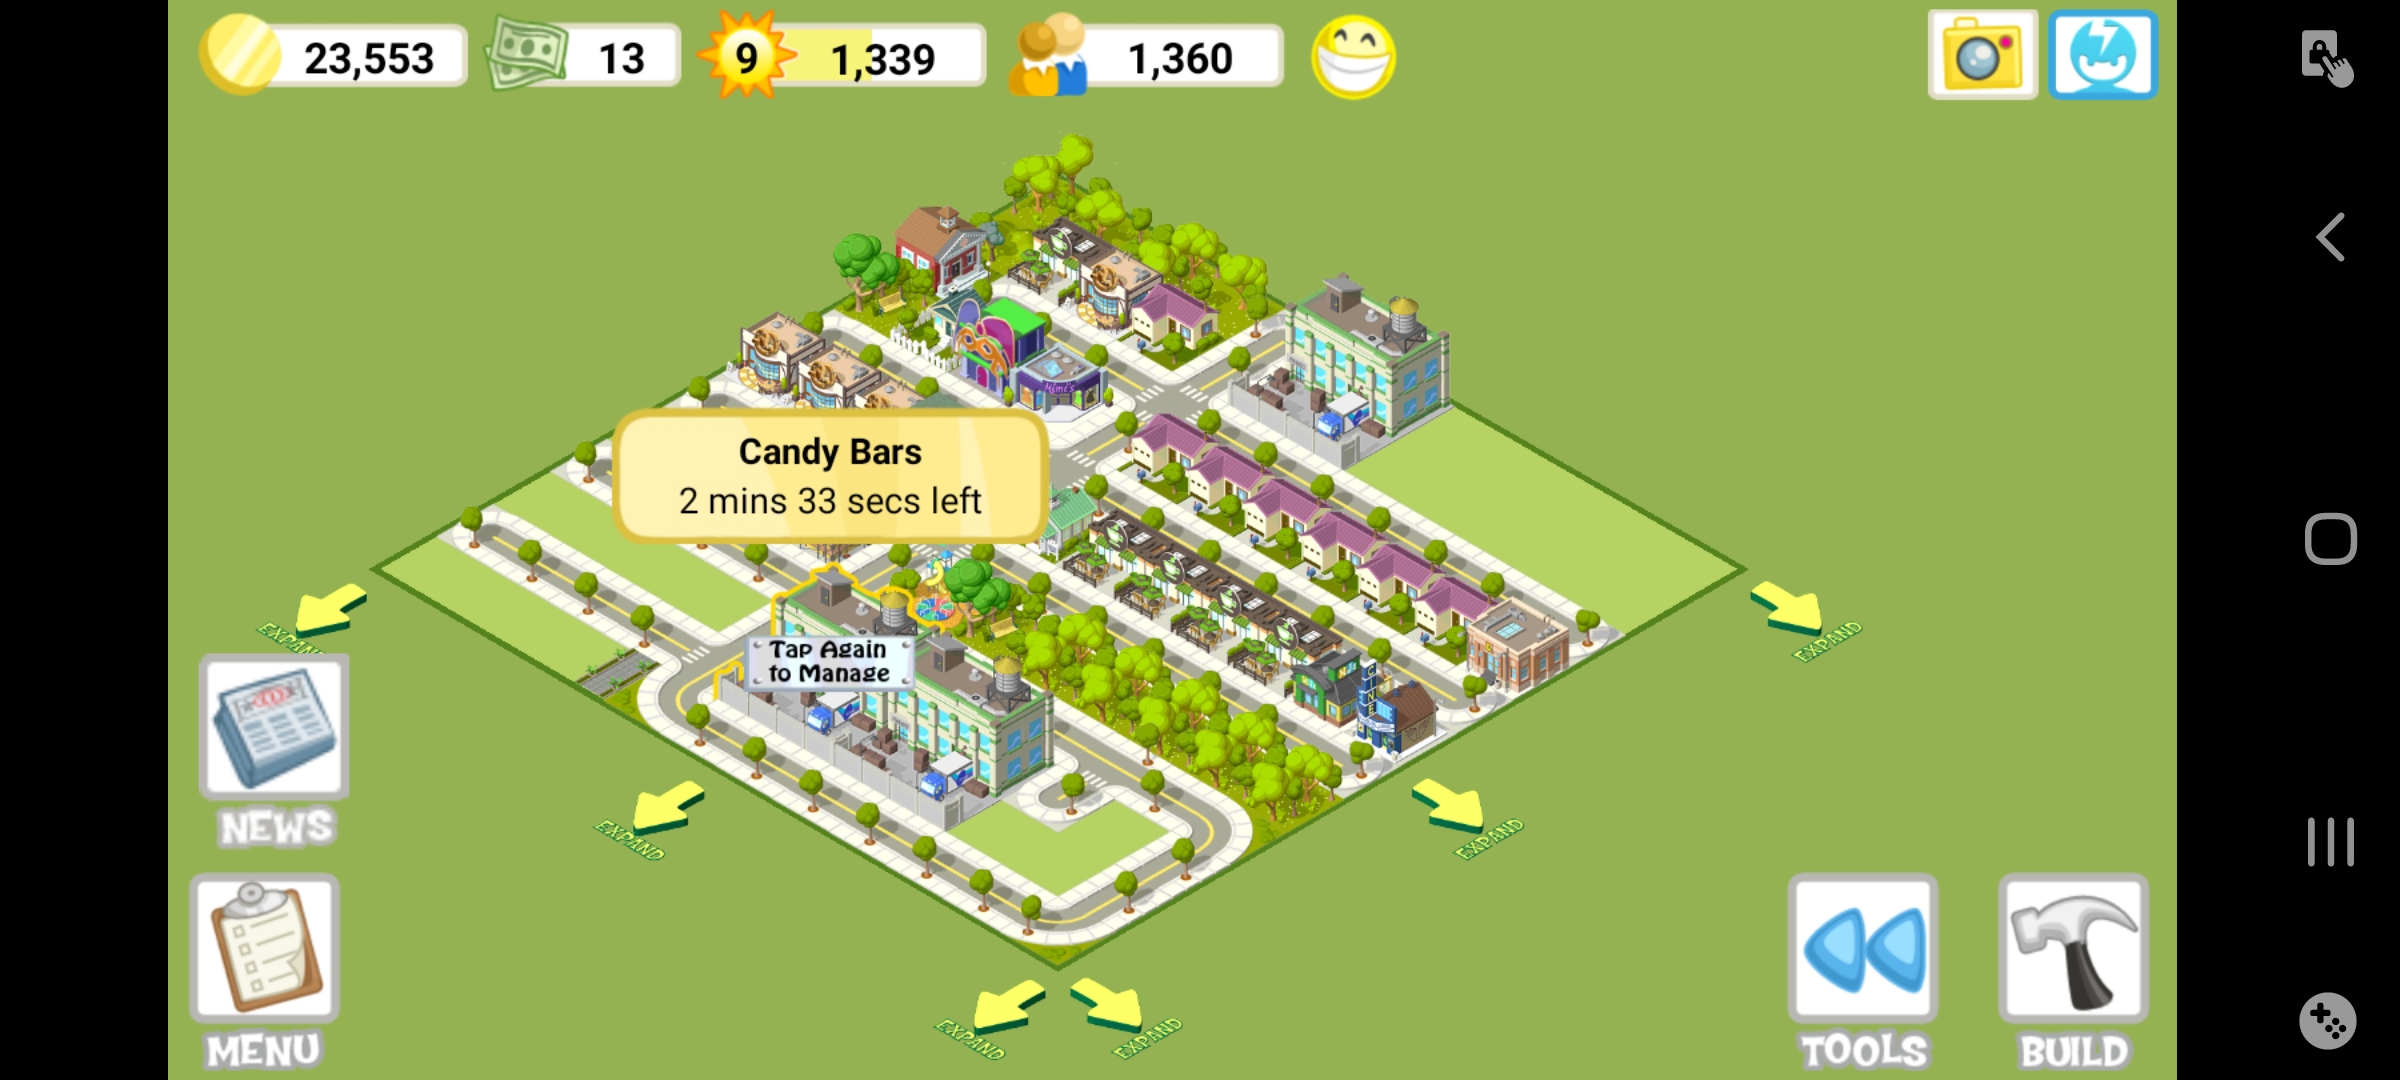 23,553
13
9
1,339
1,360
Mimi's
Candy Bars
2 mins 33 secs left
Tap Again
to Manage
EXPAND
EXPAND
EXPAND
EXPAND
EXPAND
EXPAND
NEWS
MENU
TOOLS
BUILD